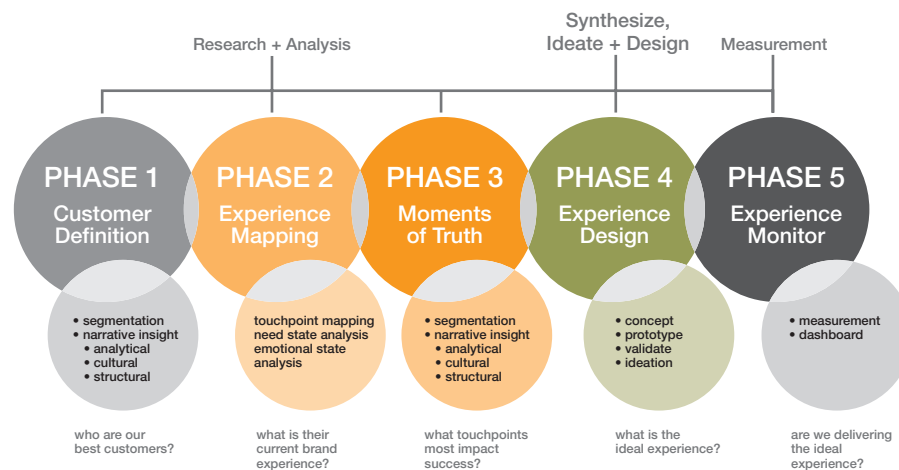 Research + Analysis
Synthesize,
Ideate + Design
Measurement
PHASE 1
Customer
Definition
PHASE 2
Experience
Mapping
PHASE 3
Moments
of Truth
PHASE 4
Experience
Design
PHASE 5
Experience
Monitor
• segmentation
• narrative insight
• analytical
• cultural
• structural
touchpoint mapping
need state analysis
emotional state
analysis
• segmentation
• narrative insight
• analytical
• cultural
• structural
• concept
• prototype
• validate
• ideation
• measurement
• dashboard
who are our
best customers?
what is their
current brand
experience?
what touchpoints
most impact
success?
what is the
ideal experience?
are we delivering
the ideal
experience?